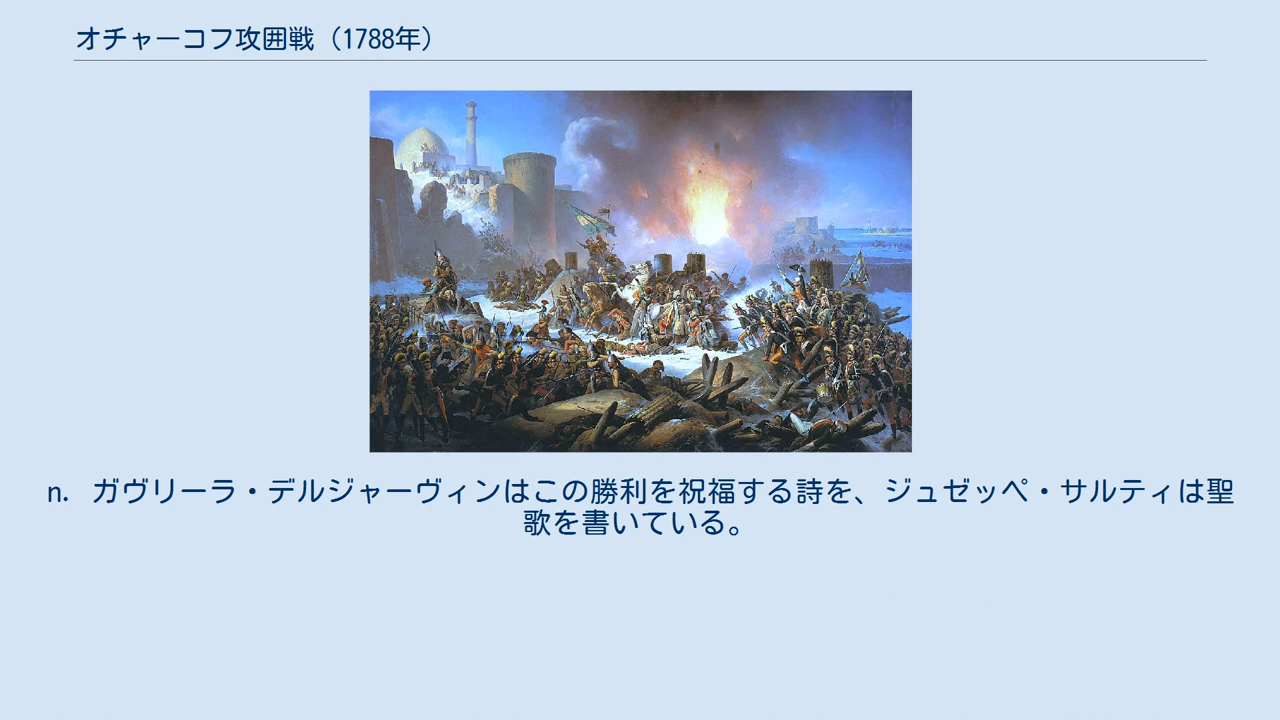 オチャーコフ攻囲戦（1788年）
n. ガヴリーラ・デルジャーヴィンはこの勝利を祝福する詩を、ジュゼッペ・サルティは聖
歌を書いている。